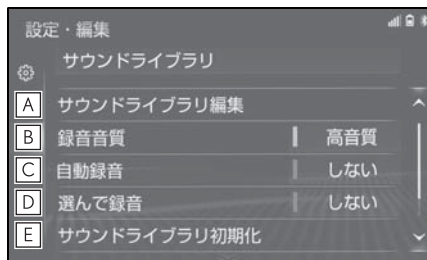 設定・編集
サウンドライブラリ
A サウンドライブラリ編集
B 録音音質 高音質
C 自動録音 しない
D 選んで録音 しない
E サウンドライブラリ初期化